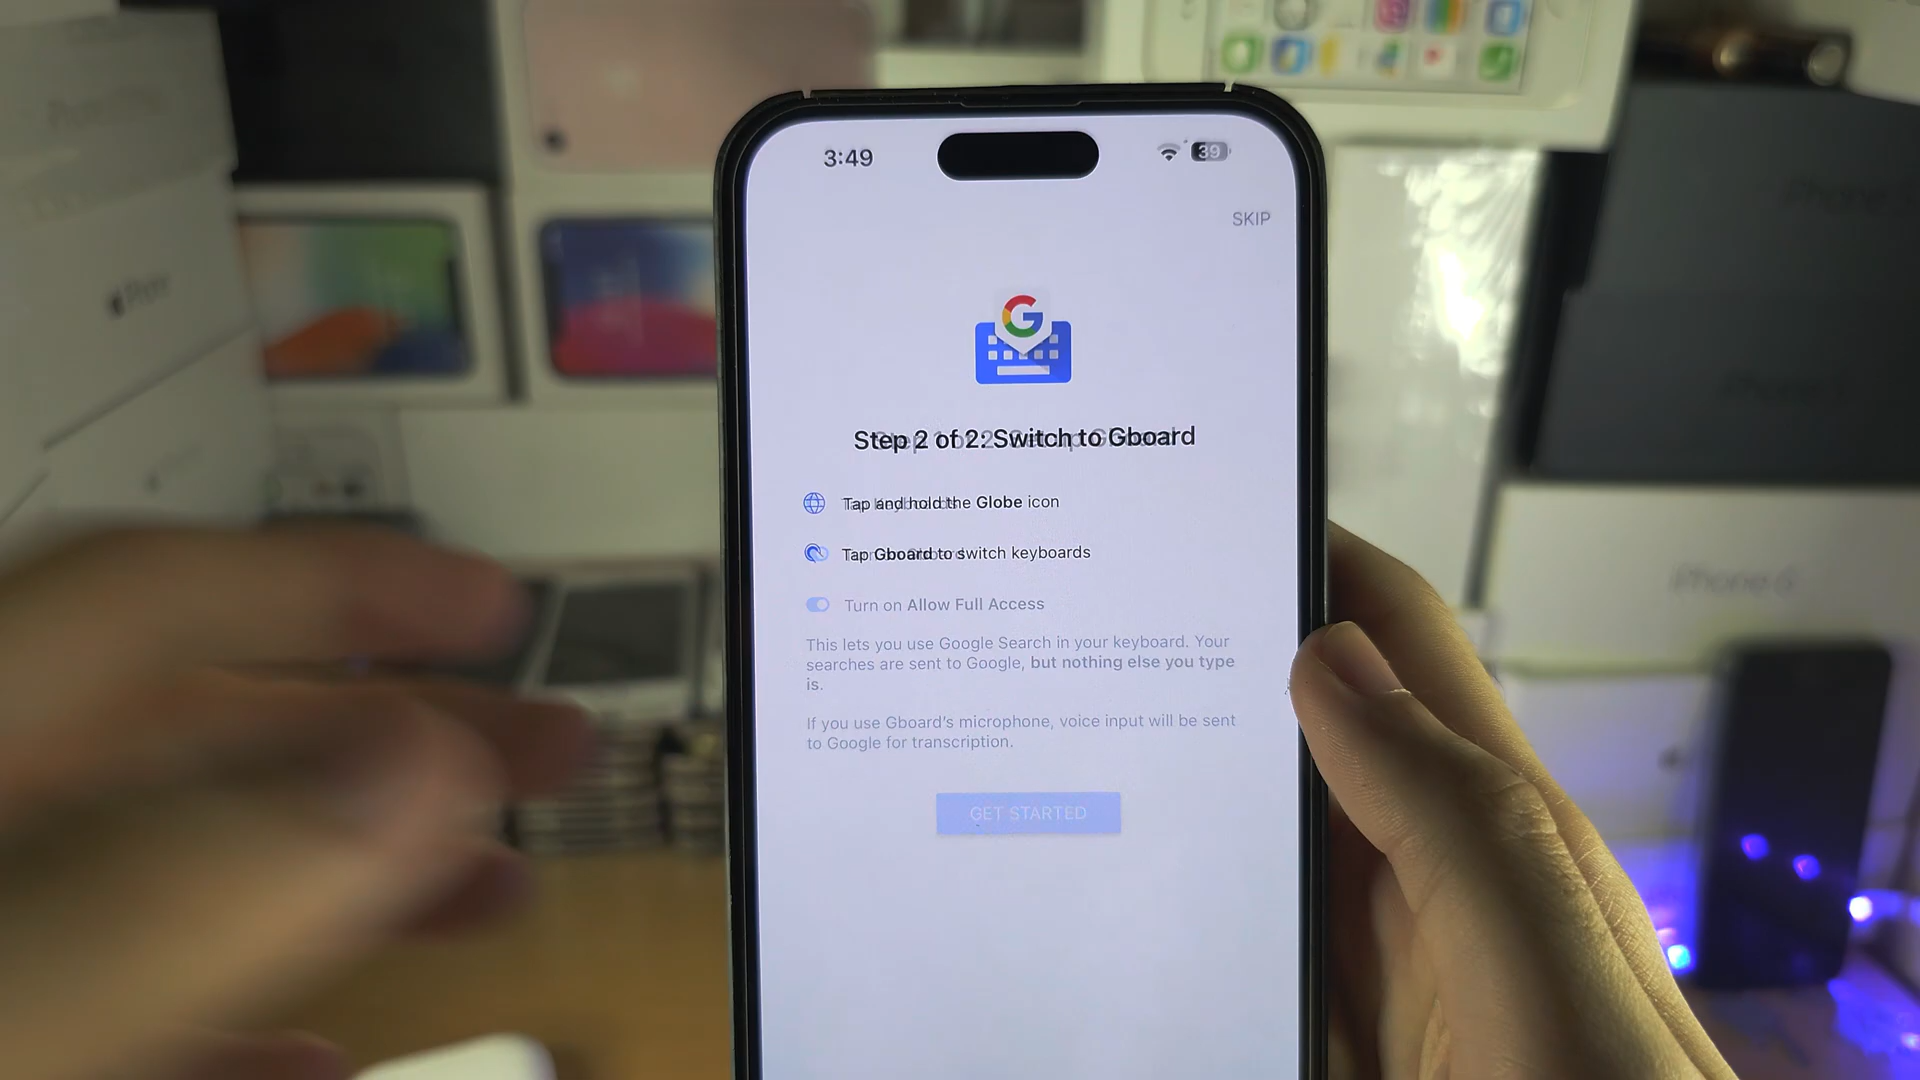 3:49
39
SKIP
G
Step 2 of 2: Switch to Gboard
Tap and hold the Globe icon
Tap Gboard to switch keyboards
Turn on Allow Full Access
This lets you use Google Search in your keyboard. Your
searches are sent to Google, but nothing else you type
is.
If you use Gboard's microphone, voice input will be sent
to Google for transcription.
GET STARTED
iPhone 6